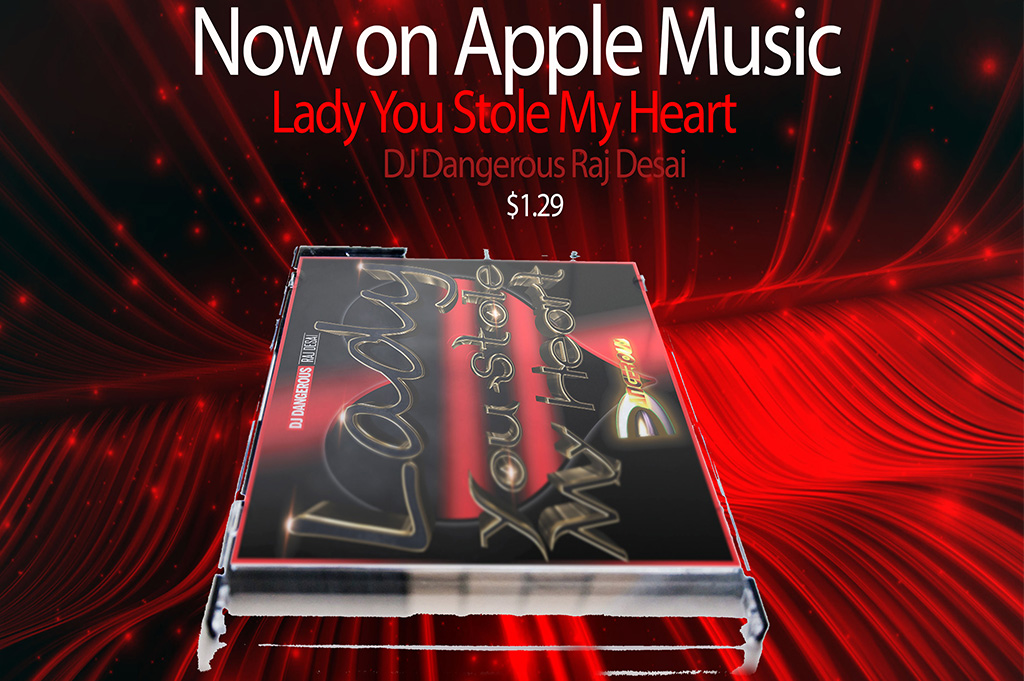 Now on Apple Music
Lady You Stole My Heart
DJ Dangerous Raj Desai
$1.29
DJ DANGEROUS RAJ DESAI
Lady
You Stole
My Heart
DANGEROUS